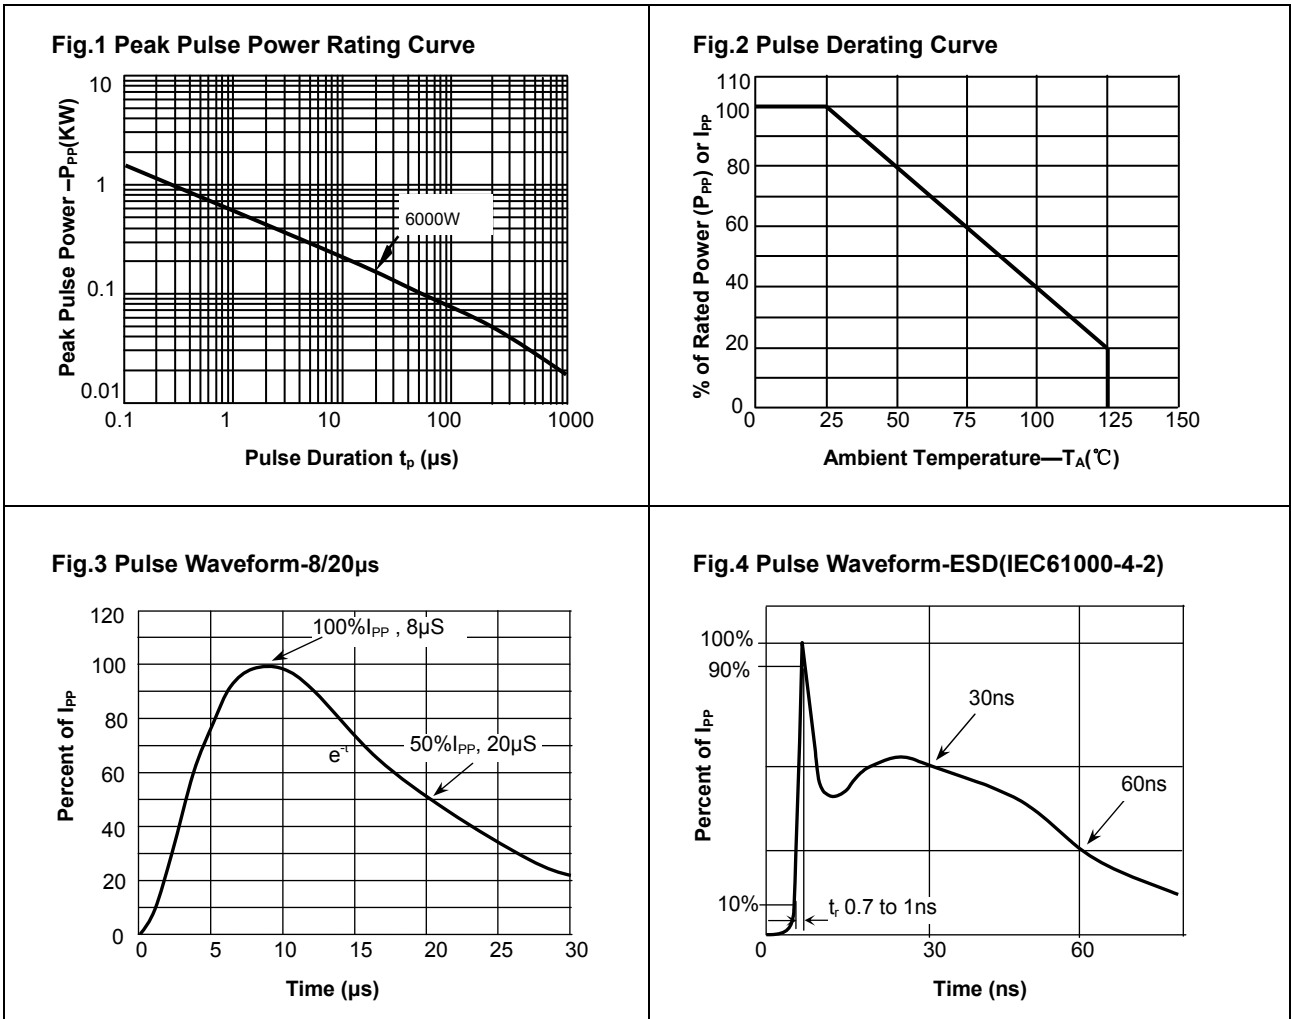 Fig.1 Peak Pulse Power Rating Curve
Peak Pulse Power –PPP(KW)
10
1
0.1
0.01
6000W
0.1 1 10 100 1000
Pulse Duration tp (µs)
Fig.2 Pulse Derating Curve
% of Rated Power (PPP) or IPP
110
100
80
60
40
20
0
0 25 50 75 100 125 150
Ambient Temperature—TA(℃)
Fig.3 Pulse Waveform-8/20µs
Percent of IPP
120
100
80
60
40
20
0
100%IPP , 8µS
e-t
50%IPP, 20µS
0 5 10 15 20 25 30
Time (µs)
Fig.4 Pulse Waveform-ESD(IEC61000-4-2)
Percent of IPP
100%
90%
10%
30ns
60ns
tr 0.7 to 1ns
0 30 60
Time (ns)